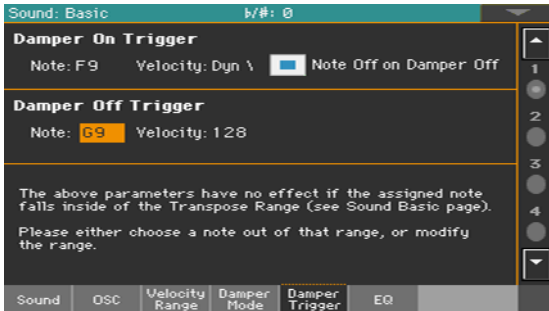 Sound: Basic ♭/#: 0
Damper On Trigger
Note: F9 Velocity: Dyn \ Note Off on Damper Off
1
2
Damper Off Trigger
Note: G9 Velocity: 128
3
The above parameters have no effect if the assigned note
falls inside of the Transpose Range (see Sound Basic page).
4
Please either choose a note out of that range, or modify
the range.
Sound OSC Velocity Range Damper Mode Damper Trigger EQ